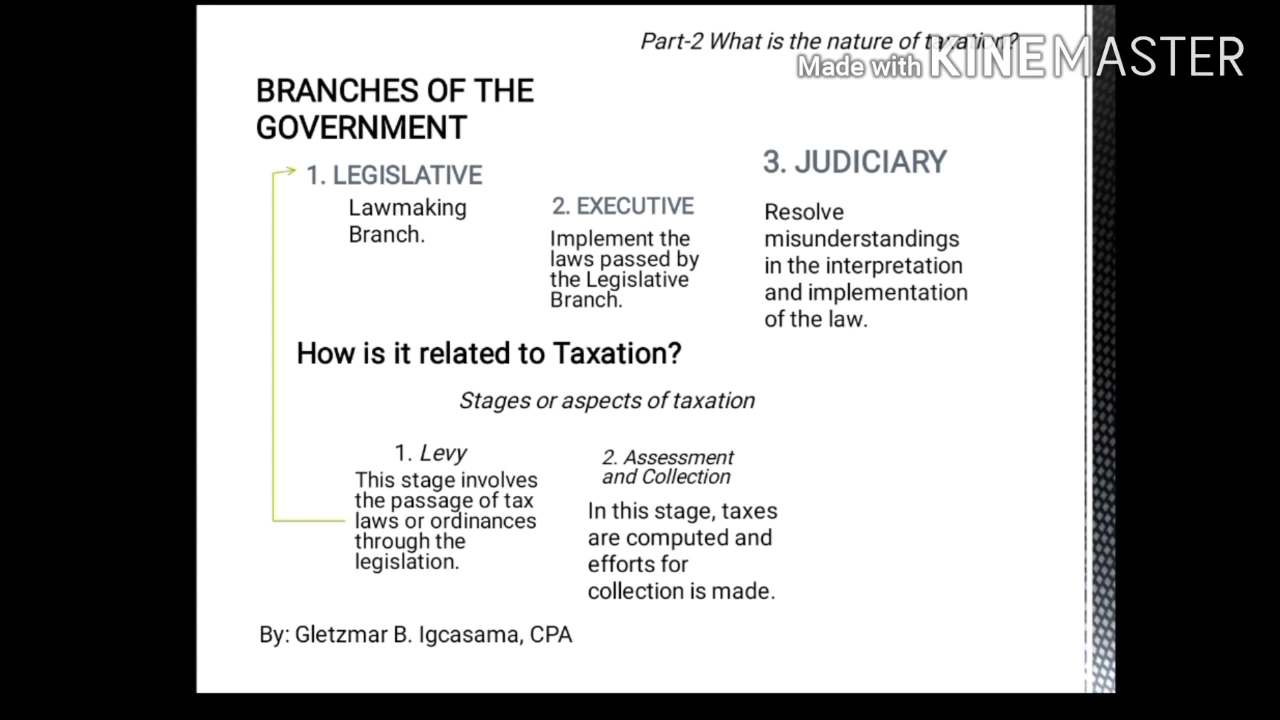 Part-2 What is the nature of taxation?
Made with KINEMASTER
BRANCHES OF THE
GOVERNMENT
1. LEGISLATIVE
Lawmaking
Branch.
2. EXECUTIVE
Implement the
laws passed by
the Legislative
Branch.
3. JUDICIARY
Resolve
misunderstandings
in the interpretation
and implementation
of the law.
How is it related to Taxation?
Stages or aspects of taxation
1. Levy
This stage involves
the passage of tax
laws or ordinances
through the
legislation.
2. Assessment
and Collection
In this stage, taxes
are computed and
efforts for
collection is made.
By: Gletzmar B. Igcasama, CPA